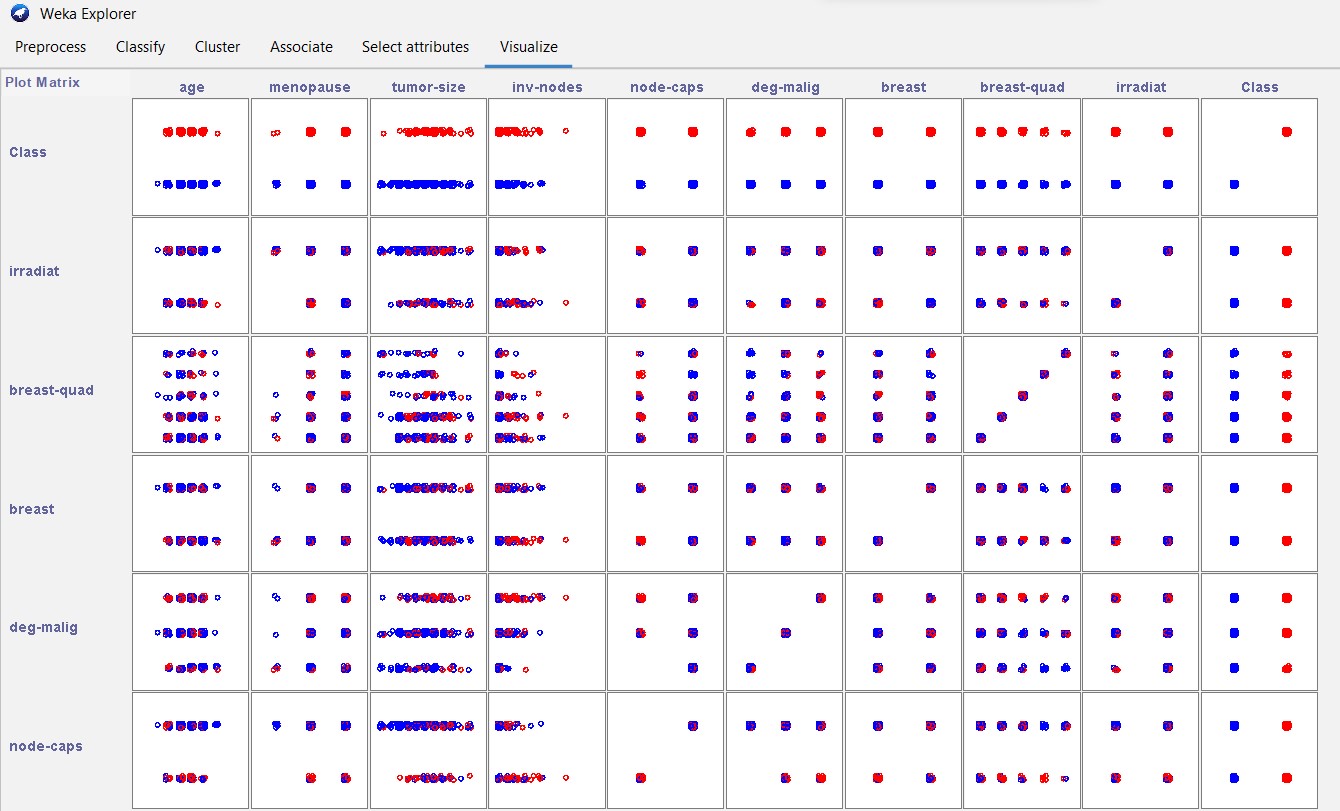 Weka Explorer
Preprocess Classify Cluster Associate Select attributes Visualize
Plot Matrix
age menopause tumor-size inv-nodes node-caps deg-malig breast breast-quad irradiat Class
Class
irradiat
breast-quad
breast
deg-malig
node-caps